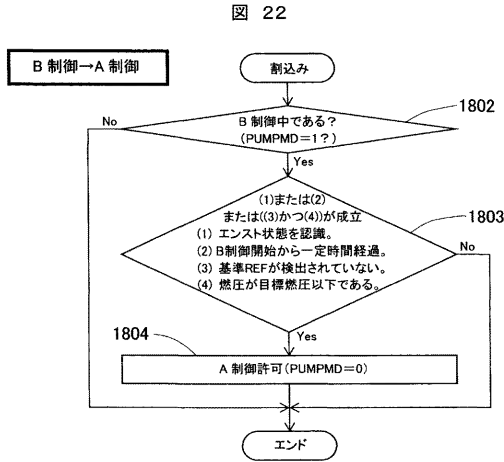 図 22
B 制御→A 制御
割込み
1802
B 制御中である?
(PUMPMD=1?)
No
Yes
(1)または(2)
または((3)かつ(4))が成立
1803
(1) エンスト状態を認識。
(2) B制御開始から一定時間経過。
(3) 基準REFが検出されていない。
(4) 燃圧が目標燃圧以下である。
No
Yes
1804
A 制御許可(PUMPMD=0)
エンド